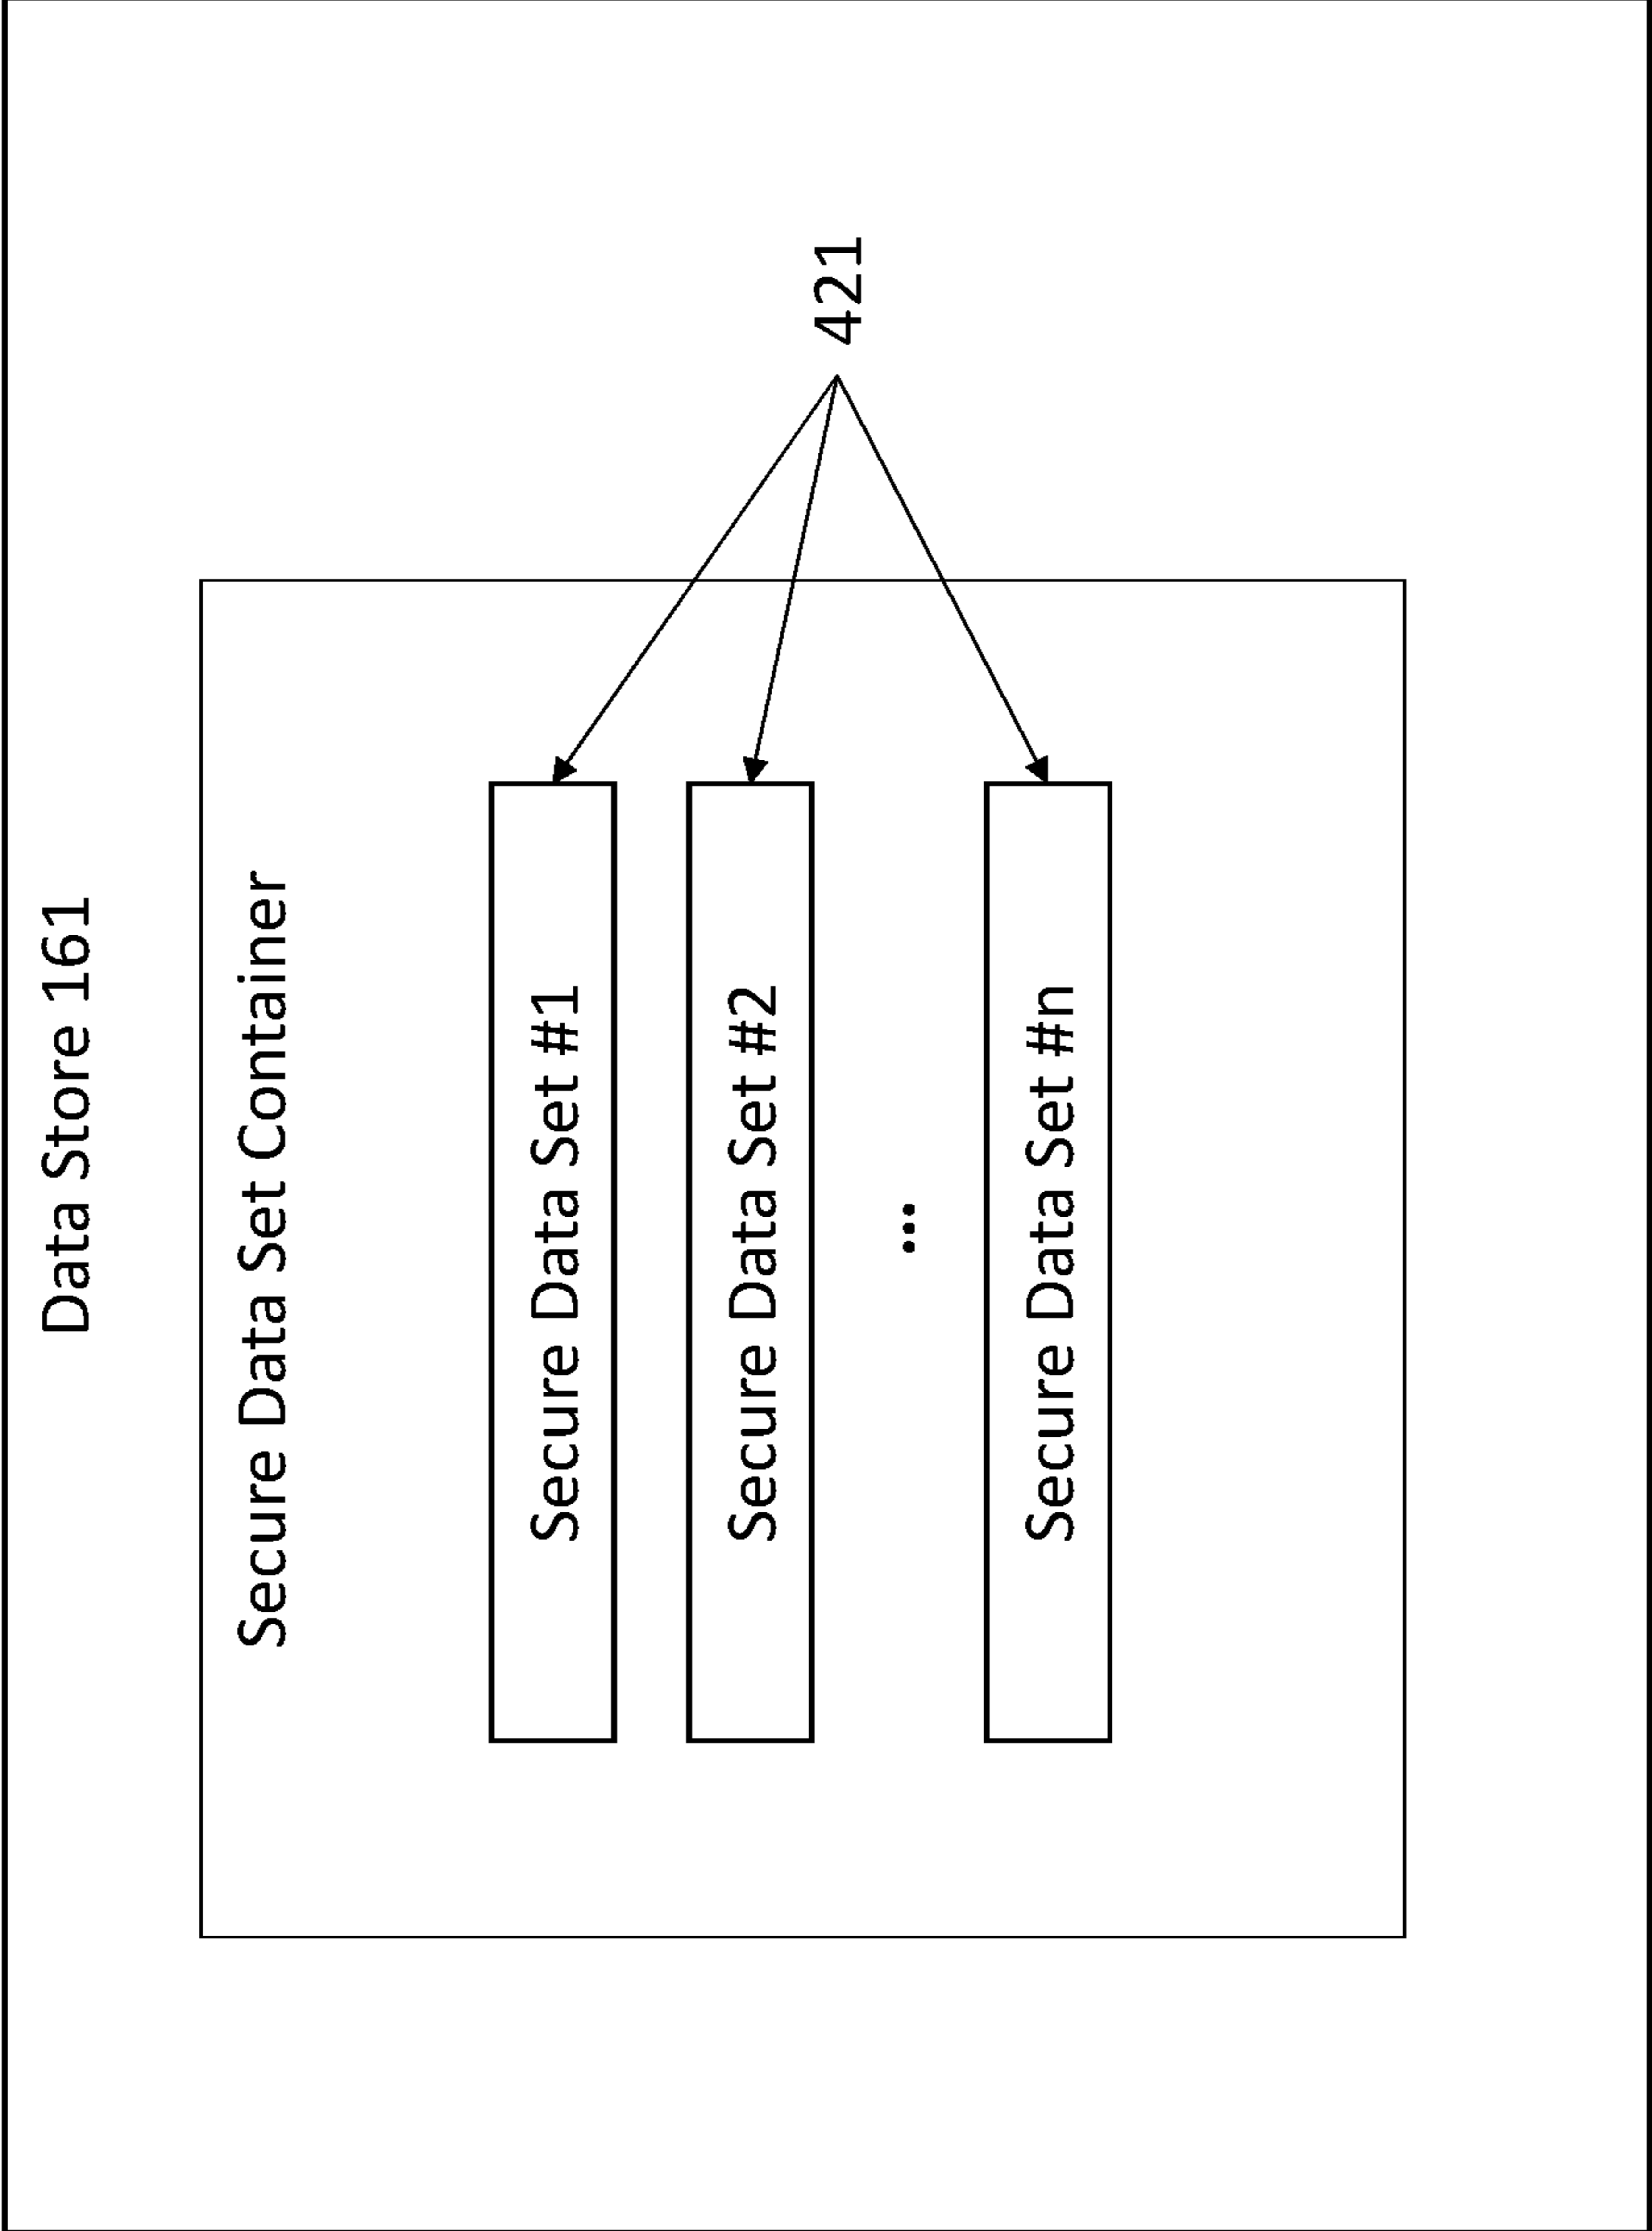 Data Store 161
Secure Data Set Container
Secure Data Set #1
Secure Data Set #2
...
Secure Data Set #n
421